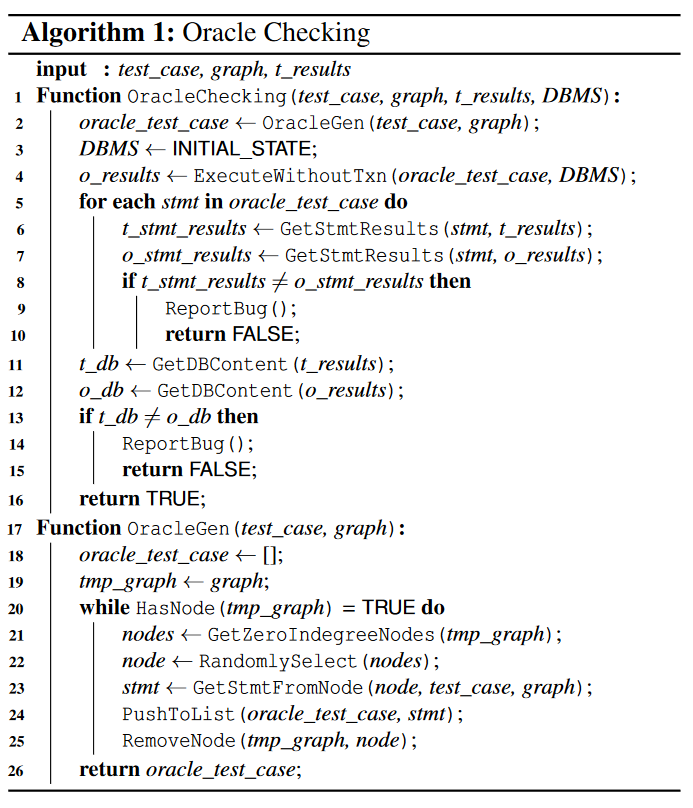 Algorithm 1: Oracle Checking
input : test_case, graph, t_results
1 Function OracleChecking(test_case, graph, t_results, DBMS):
2 oracle_test_case ← OracleGen(test_case, graph);
3 DBMS ← INITIAL_STATE;
4 o_results ← ExecuteWithoutTxn(oracle_test_case, DBMS);
5 for each stmt in oracle_test_case do
6 t_stmt_results ← GetStmtResults(stmt, t_results);
7 o_stmt_results ← GetStmtResults(stmt, o_results);
8 if t_stmt_results ≠ o_stmt_results then
9 ReportBug();
10 return FALSE;
11 t_db ← GetDBContent(t_results);
12 o_db ← GetDBContent(o_results);
13 if t_db ≠ o_db then
14 ReportBug();
15 return FALSE;
16 return TRUE;
17 Function OracleGen(test_case, graph):
18 oracle_test_case ← [];
19 tmp_graph ← graph;
20 while HasNode(tmp_graph) = TRUE do
21 nodes ← GetZeroIndegreeNodes(tmp_graph);
22 node ← RandomlySelect(nodes);
23 stmt ← GetStmtFromNode(node, test_case, graph);
24 PushToList(oracle_test_case, stmt);
25 RemoveNode(tmp_graph, node);
26 return oracle_test_case;